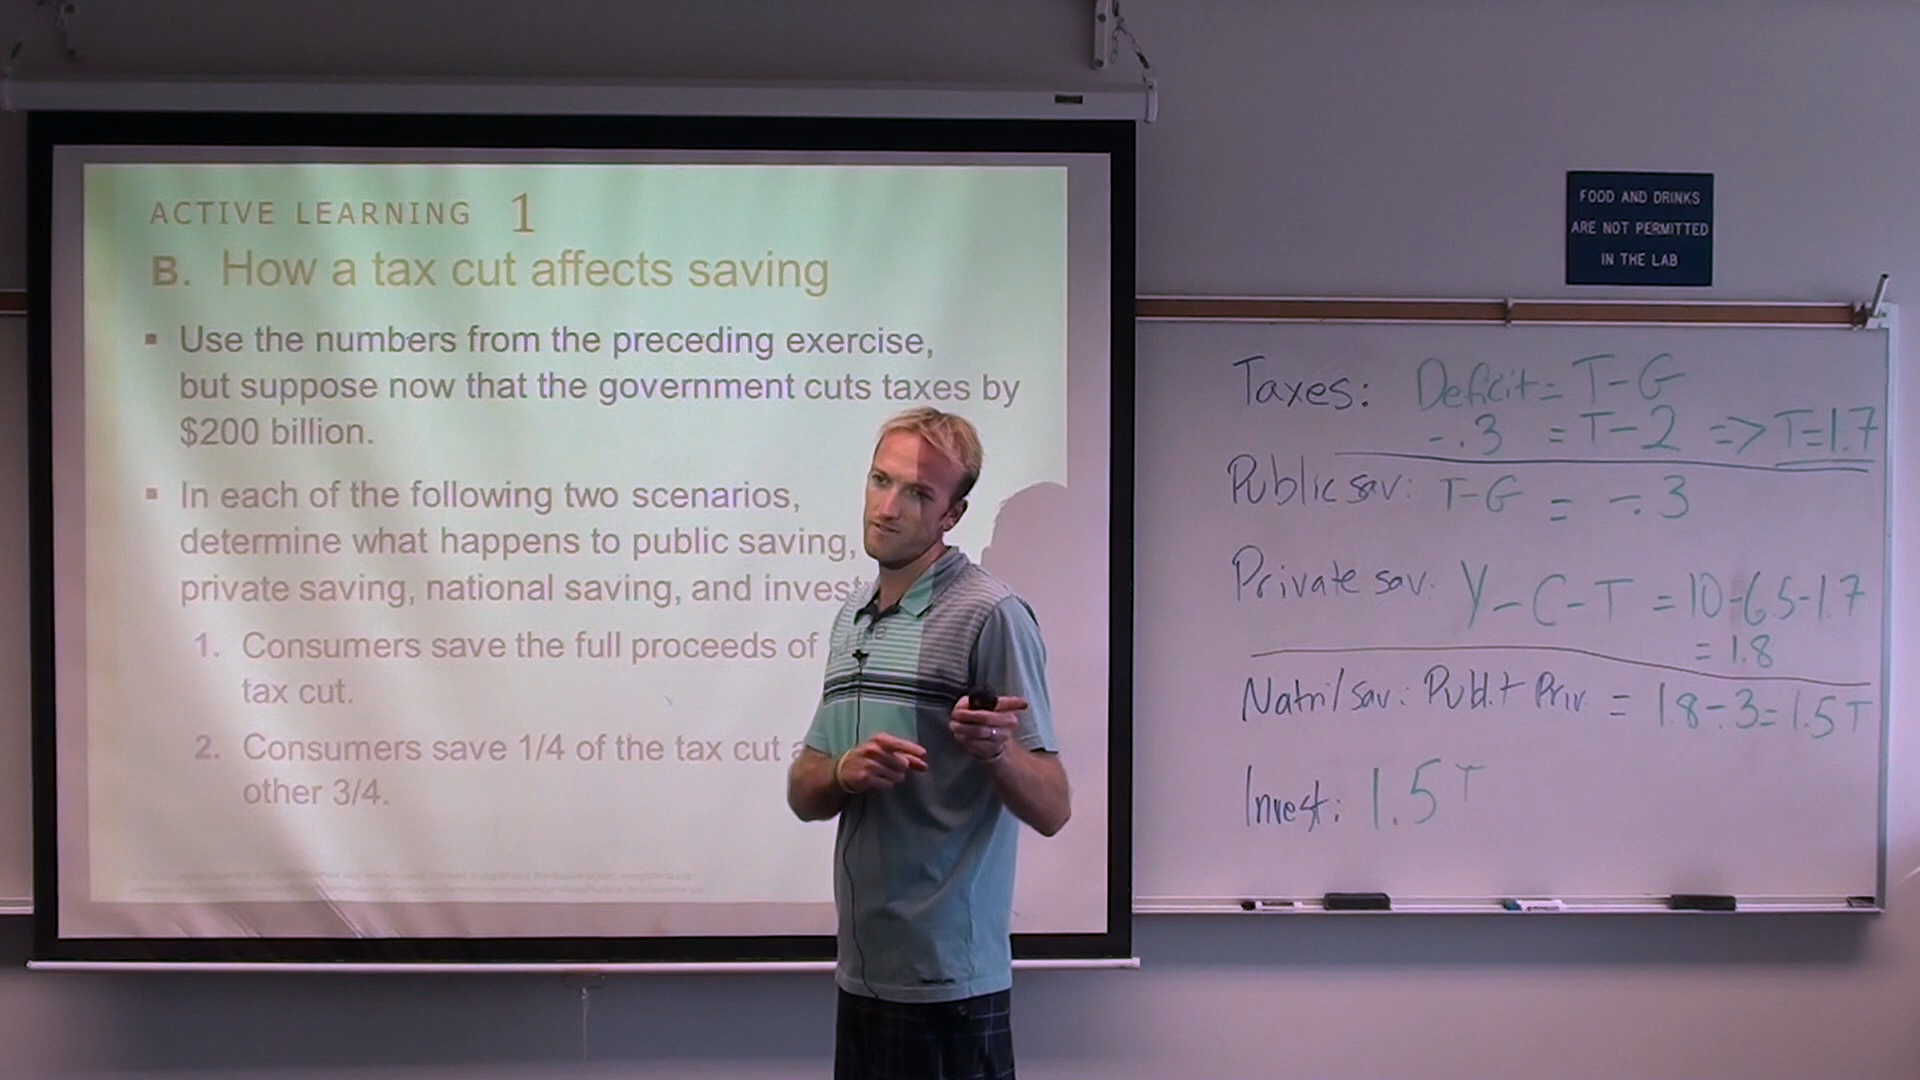 ACTIVE LEARNING 1
B. How a tax cut affects saving
▪ Use the numbers from the preceding exercise,
but suppose now that the government cuts taxes by
$200 billion.
▪ In each of the following two scenarios,
determine what happens to public saving,
private saving, national saving, and invest
1. Consumers save the full proceeds of
tax cut.
2. Consumers save 1/4 of the tax cut
other 3/4.
FOOD AND DRINKS
ARE NOT PERMITTED
IN THE LAB
Taxes: Deficit = T-G
-.3 = T-2 => T=1.7
Public sav: T-G = -.3
Private sav. Y-C-T = 10-6.5-1.7
= 1.8
Nat'nl sav: Publ.+ Priv = 1.8-.3=1.5T
Invest: 1.5T